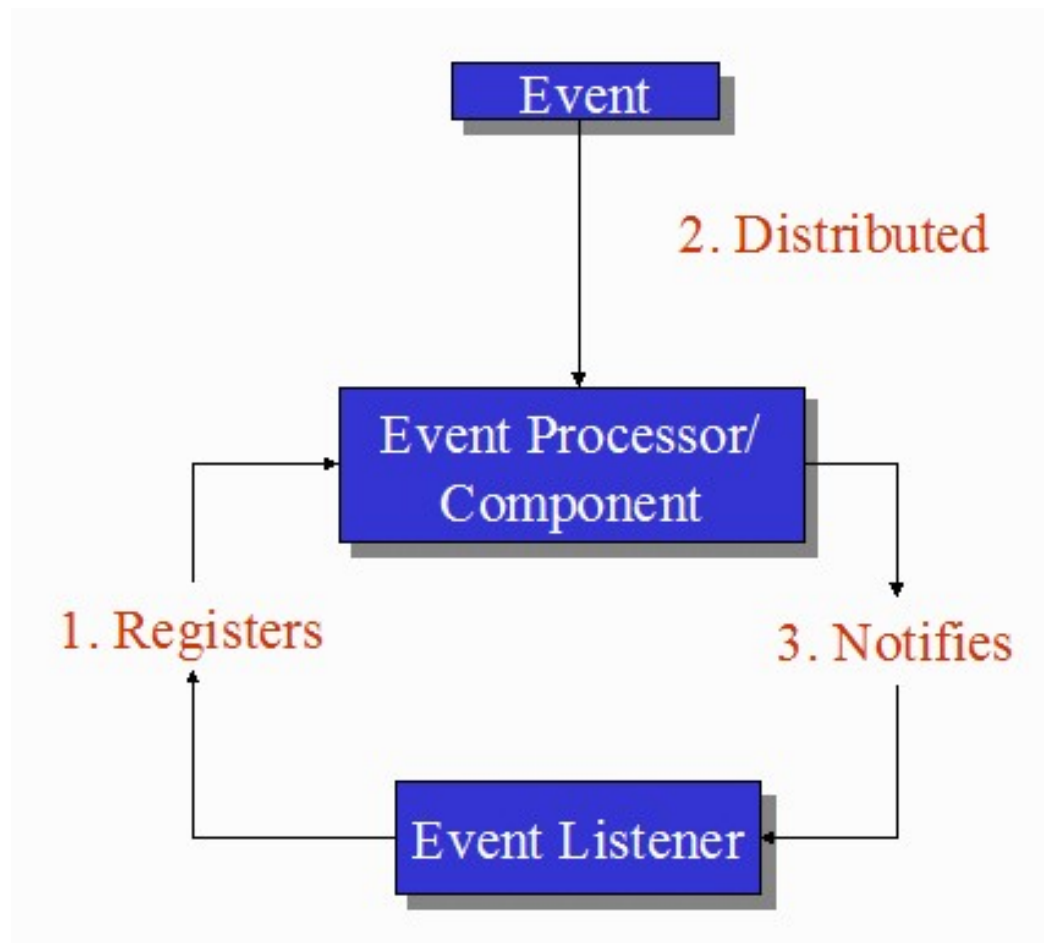 Event
2. Distributed
Event Processor/
Component
1. Registers
3. Notifies
Event Listener